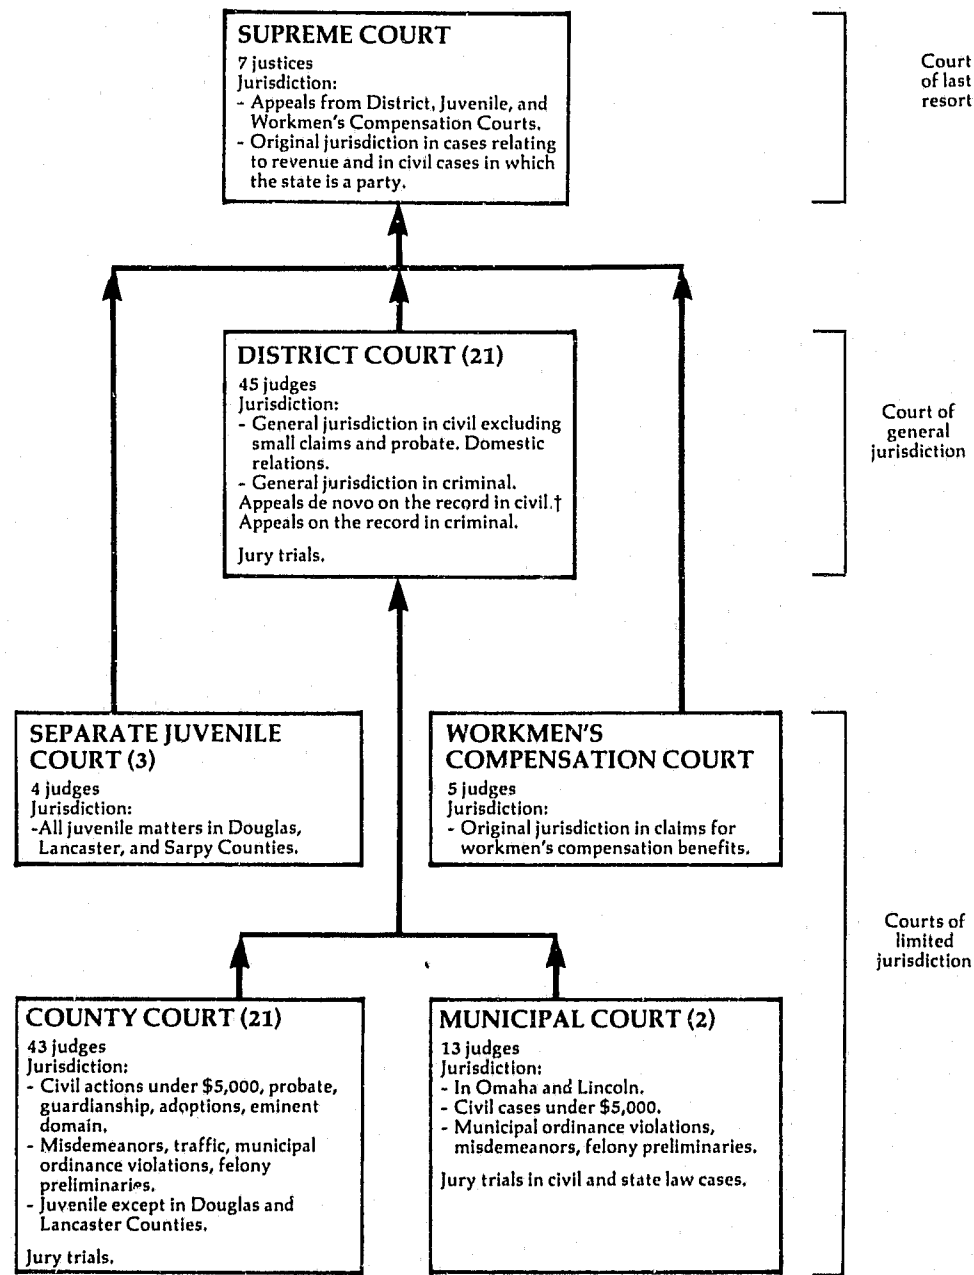 SUPREME COURT
7 justices
Jurisdiction:
- Appeals from District, Juvenile, and
Workmen's Compensation Courts.
- Original jurisdiction in cases relating
to revenue and in civil cases in which
the state is a party.
Court
of last
resort
DISTRICT COURT (21)
45 judges
Jurisdiction:
- General jurisdiction in civil excluding
small claims and probate. Domestic
relations.
- General jurisdiction in criminal.
Appeals de novo on the record in civil.†
Appeals on the record in criminal.
Jury trials.
Court of
general
jurisdiction
SEPARATE JUVENILE
COURT (3)
4 judges
Jurisdiction:
-All juvenile matters in Douglas,
Lancaster, and Sarpy Counties.
WORKMEN'S
COMPENSATION COURT
5 judges
Jurisdiction:
- Original jurisdiction in claims for
workmen's compensation benefits.
Courts of
limited
jurisdiction
COUNTY COURT (21)
43 judges
Jurisdiction:
- Civil actions under $5,000, probate,
guardianship, adoptions, eminent
domain.
- Misdemeanors, traffic, municipal
ordinance violations, felony
preliminaries.
- Juvenile except in Douglas and
Lancaster Counties.
Jury trials.
MUNICIPAL COURT (2)
13 judges
Jurisdiction:
- In Omaha and Lincoln.
- Civil cases under $5,000.
- Municipal ordinance violations,
misdemeanors, felony preliminaries.
Jury trials in civil and state law cases.